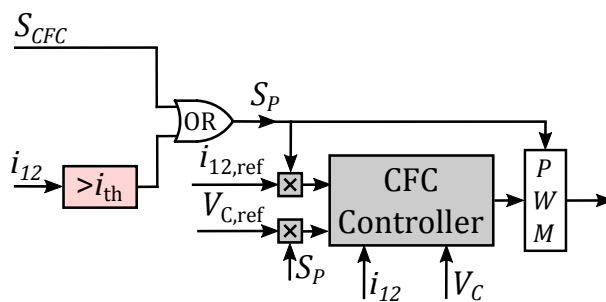 S_CFC
OR
S_P
i_12
>i_th
i_12,ref
×
V_C,ref
×
S_P
CFC
Controller
i_12
V_C
P
W
M